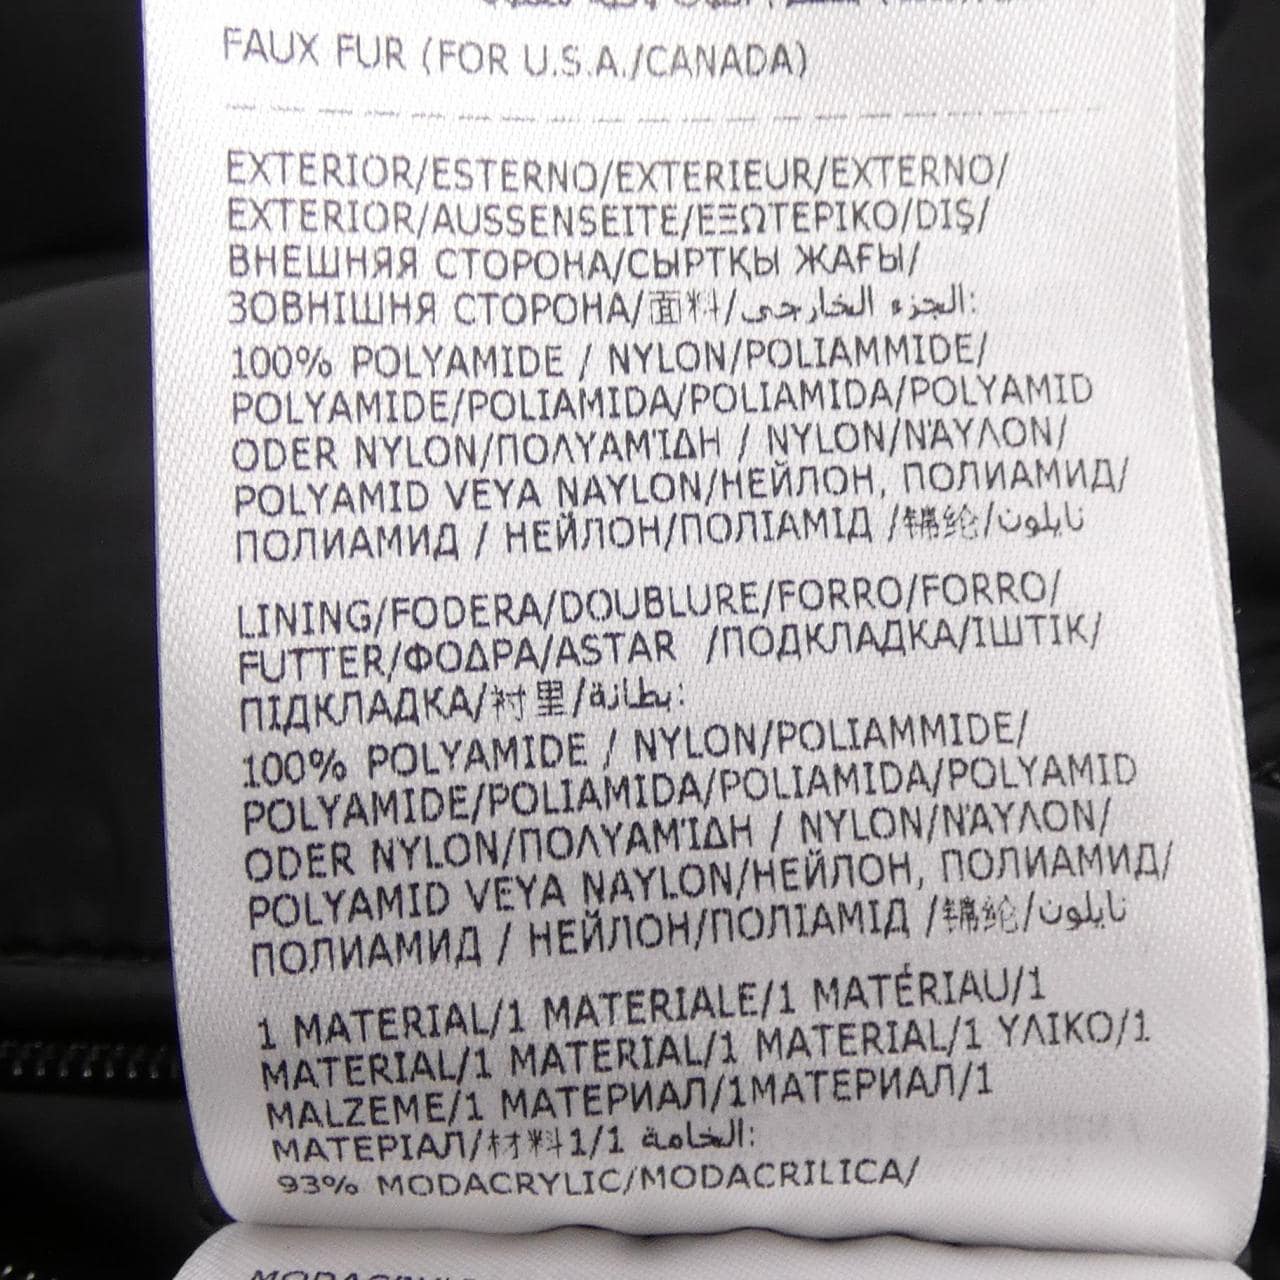 FAUX FUR (FOR U.S.A./CANADA)
EXTERIOR/ESTERNO/EXTERIEUR/EXTERNO/
EXTERIOR/AUSSENSEITE/ΕΞΩΤΕΡΙΚΟ/DIŞ/
ВНЕШНЯЯ СТОРОНА/СЫРТҚЫ ЖАҒЫ/
ЗОВНІШНЯ СТОРОНА/面料/الجزء الخارجى:
100% POLYAMIDE / NYLON/POLIAMMIDE/
POLYAMIDE/POLIAMIDA/POLIAMIDA/POLYAMID
ODER NYLON/ΠΟΛΥΑΜΊΔΗ / NYLON/ΝΆΥΛΟΝ/
POLYAMID VEYA NAYLON/НЕЙЛОН, ПОЛИАМИД/
ПОЛИАМИД / НЕЙЛОН/ПОЛІАМІД /锦纶/نايلون
LINING/FODERA/DOUBLURE/FORRO/FORRO/
FUTTER/ΦΟΔΡΑ/ASTAR /ПОДКЛАДКА/ІШТІК/
ПІДКЛАДКА/衬里/بطانة:
100% POLYAMIDE / NYLON/POLIAMMIDE/
POLYAMIDE/POLIAMIDA/POLIAMIDA/POLYAMID
ODER NYLON/ΠΟΛΥΑΜΊΔΗ / NYLON/ΝΆΥΛΟΝ/
POLYAMID VEYA NAYLON/НЕЙЛОН, ПОЛИАМИД/
ПОЛИАМИД / НЕЙЛОН/ПОЛІАМІД /锦纶/نايلون
1 MATERIAL/1 MATERIALE/1 MATÉRIAU/1
MATERIAL/1 MATERIAL/1 MATERIAL/1 ΥΛΙΚΟ/1
MALZEME/1 МАТЕРИАЛ/1МАТЕРИАЛ/1
МАТЕРІАЛ/材料1/1 الخامة:
93% MODACRYLIC/MODACRILICA/